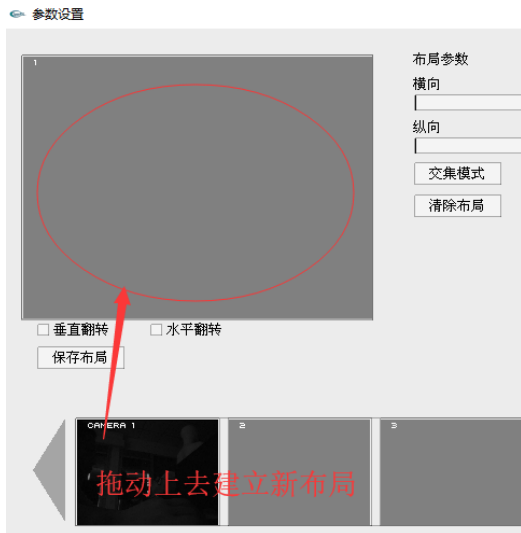 参数设置
1
布局参数
横向
纵向
交集模式
清除布局
垂直翻转 水平翻转
保存布局
CAMERA 1 2 3
拖动上去建立新布局